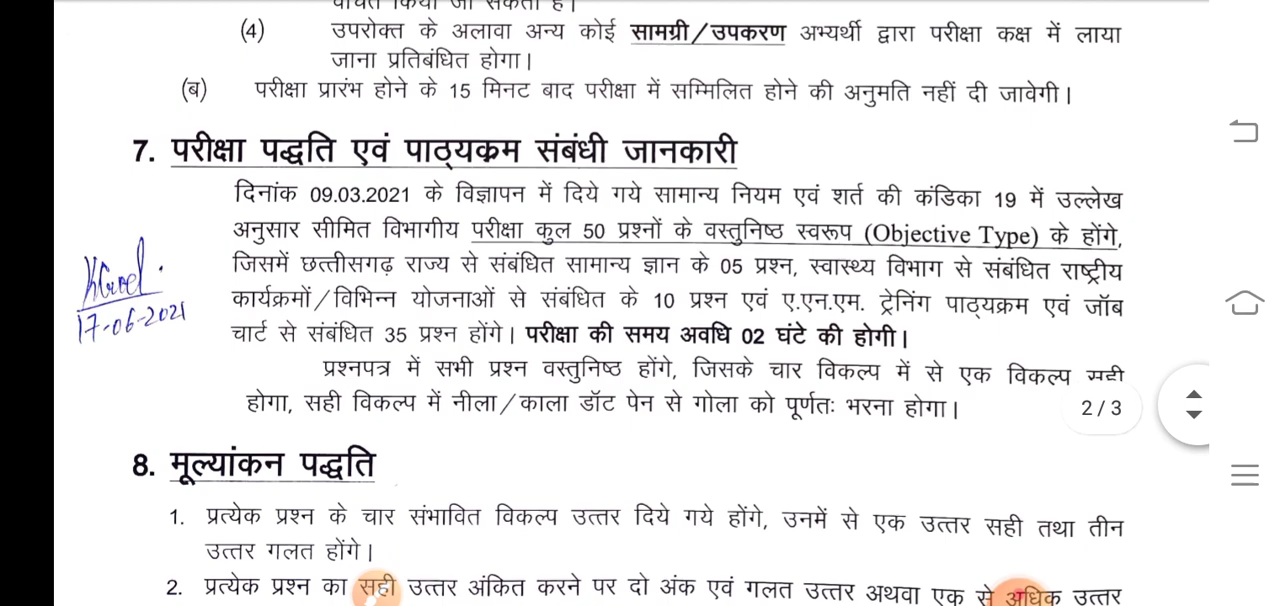 (4) उपरोक्त के अलावा अन्य कोई सामग्री/उपकरण अभ्यर्थी द्वारा परीक्षा कक्ष में लाया
जाना प्रतिबंधित होगा।
(ब) परीक्षा प्रारंभ होने के 15 मिनट बाद परीक्षा में सम्मिलित होने की अनुमति नहीं दी जावेगी।
7. परीक्षा पद्धति एवं पाठ्यक्रम संबंधी जानकारी
दिनांक 09.03.2021 के विज्ञापन में दिये गये सामान्य नियम एवं शर्त की कंडिका 19 में उल्लेख
अनुसार सीमित विभागीय परीक्षा कुल 50 प्रश्नों के वस्तुनिष्ठ स्वरूप (Objective Type) के होंगे,
जिसमें छत्तीसगढ़ राज्य से संबंधित सामान्य ज्ञान के 05 प्रश्न, स्वास्थ्य विभाग से संबंधित राष्ट्रीय
कार्यक्रमों/विभिन्न योजनाओं से संबंधित के 10 प्रश्न एवं ए.एन.एम. ट्रेनिंग पाठ्यक्रम एवं जॉब
चार्ट से संबंधित 35 प्रश्न होंगे। परीक्षा की समय अवधि 02 घंटे की होगी।
17-06-2021
प्रश्नपत्र में सभी प्रश्न वस्तुनिष्ठ होंगे, जिसके चार विकल्प में से एक विकल्प सही
होगा, सही विकल्प में नीला/काला डॉट पेन से गोला को पूर्णतः भरना होगा।
2/3
8. मूल्यांकन पद्धति
1. प्रत्येक प्रश्न के चार संभावित विकल्प उत्तर दिये गये होंगे, उनमें से एक उत्तर सही तथा तीन
उत्तर गलत होंगे।
2. प्रत्येक प्रश्न का सही उत्तर अंकित करने पर दो अंक एवं गलत उत्तर अथवा एक से अधिक उत्तर